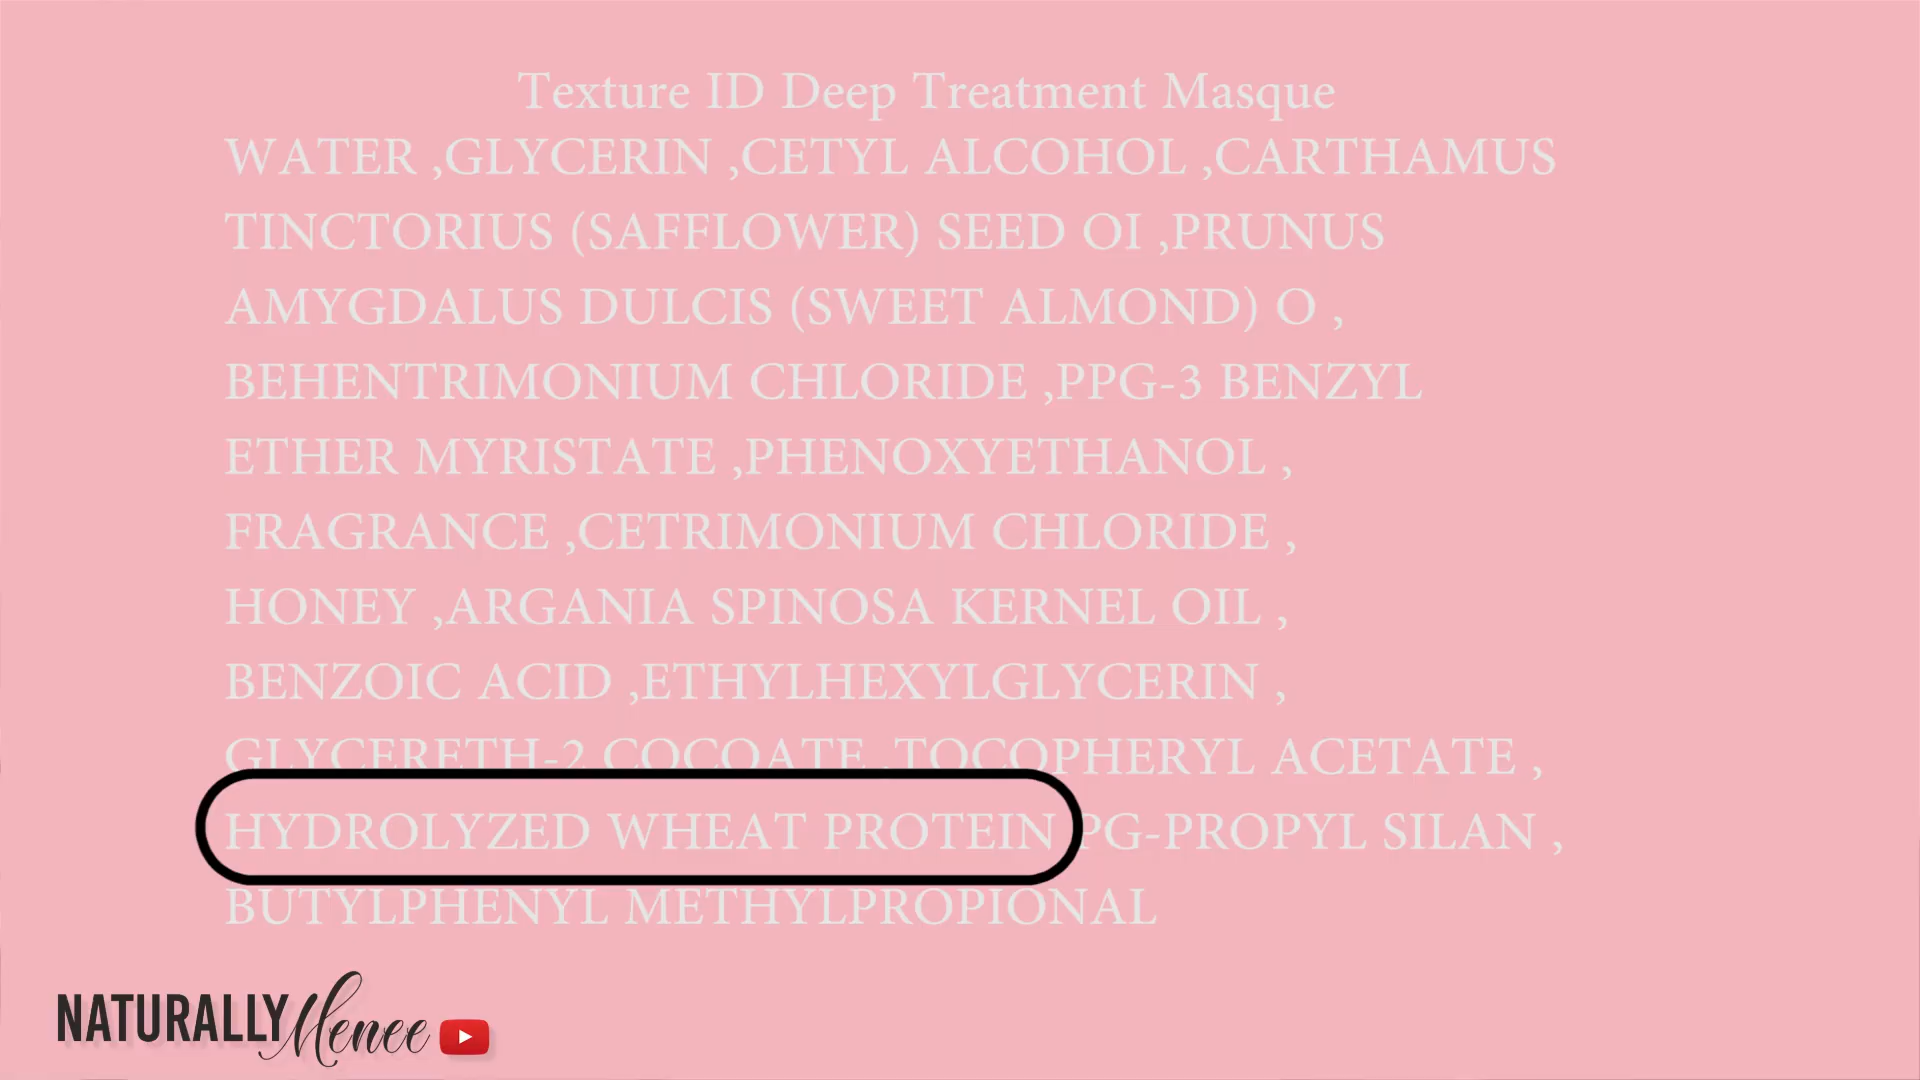 Texture ID Deep Treatment Masque
WATER ,GLYCERIN ,CETYL ALCOHOL ,CARTHAMUS
TINCTORIUS (SAFFLOWER) SEED OI ,PRUNUS
AMYGDALUS DULCIS (SWEET ALMOND) O ,
BEHENTRIMONIUM CHLORIDE ,PPG-3 BENZYL
ETHER MYRISTATE ,PHENOXYETHANOL ,
FRAGRANCE ,CETRIMONIUM CHLORIDE ,
HONEY ,ARGANIA SPINOSA KERNEL OIL ,
BENZOIC ACID ,ETHYLHEXYLGLYCERIN ,
GLYCERETH-2 COCOATE ,TOCOPHERYL ACETATE ,
HYDROLYZED WHEAT PROTEIN PG-PROPYL SILAN ,
BUTYLPHENYL METHYLPROPIONAL
NATURALLY Menee